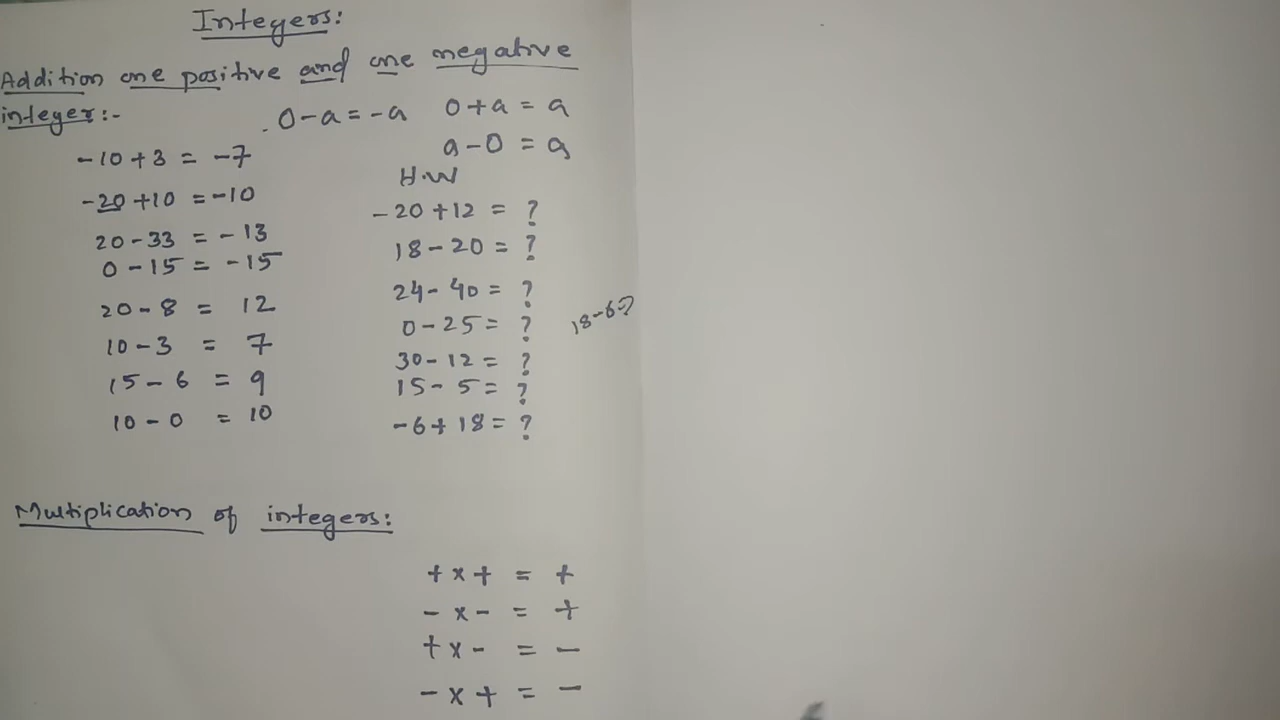 Integers:
Addition one positive and one negative
integer:-
0-a=-a 0+a = a
a-0 = a
-10+3 = -7
-20+10 =-10
20-33 = -13
0-15 = -15
20-8 = 12
10-3 = 7
15-6 = 9
10-0 = 10
H.W
-20+12 = ?
18-20 = ?
24-40 = ?
0-25 = ?
18-6=?
30-12 = ?
15-5 = ?
-6+18 = ?
Multiplication of integers:
+ x + = +
- x - = +
+ x - = -
- x + = -